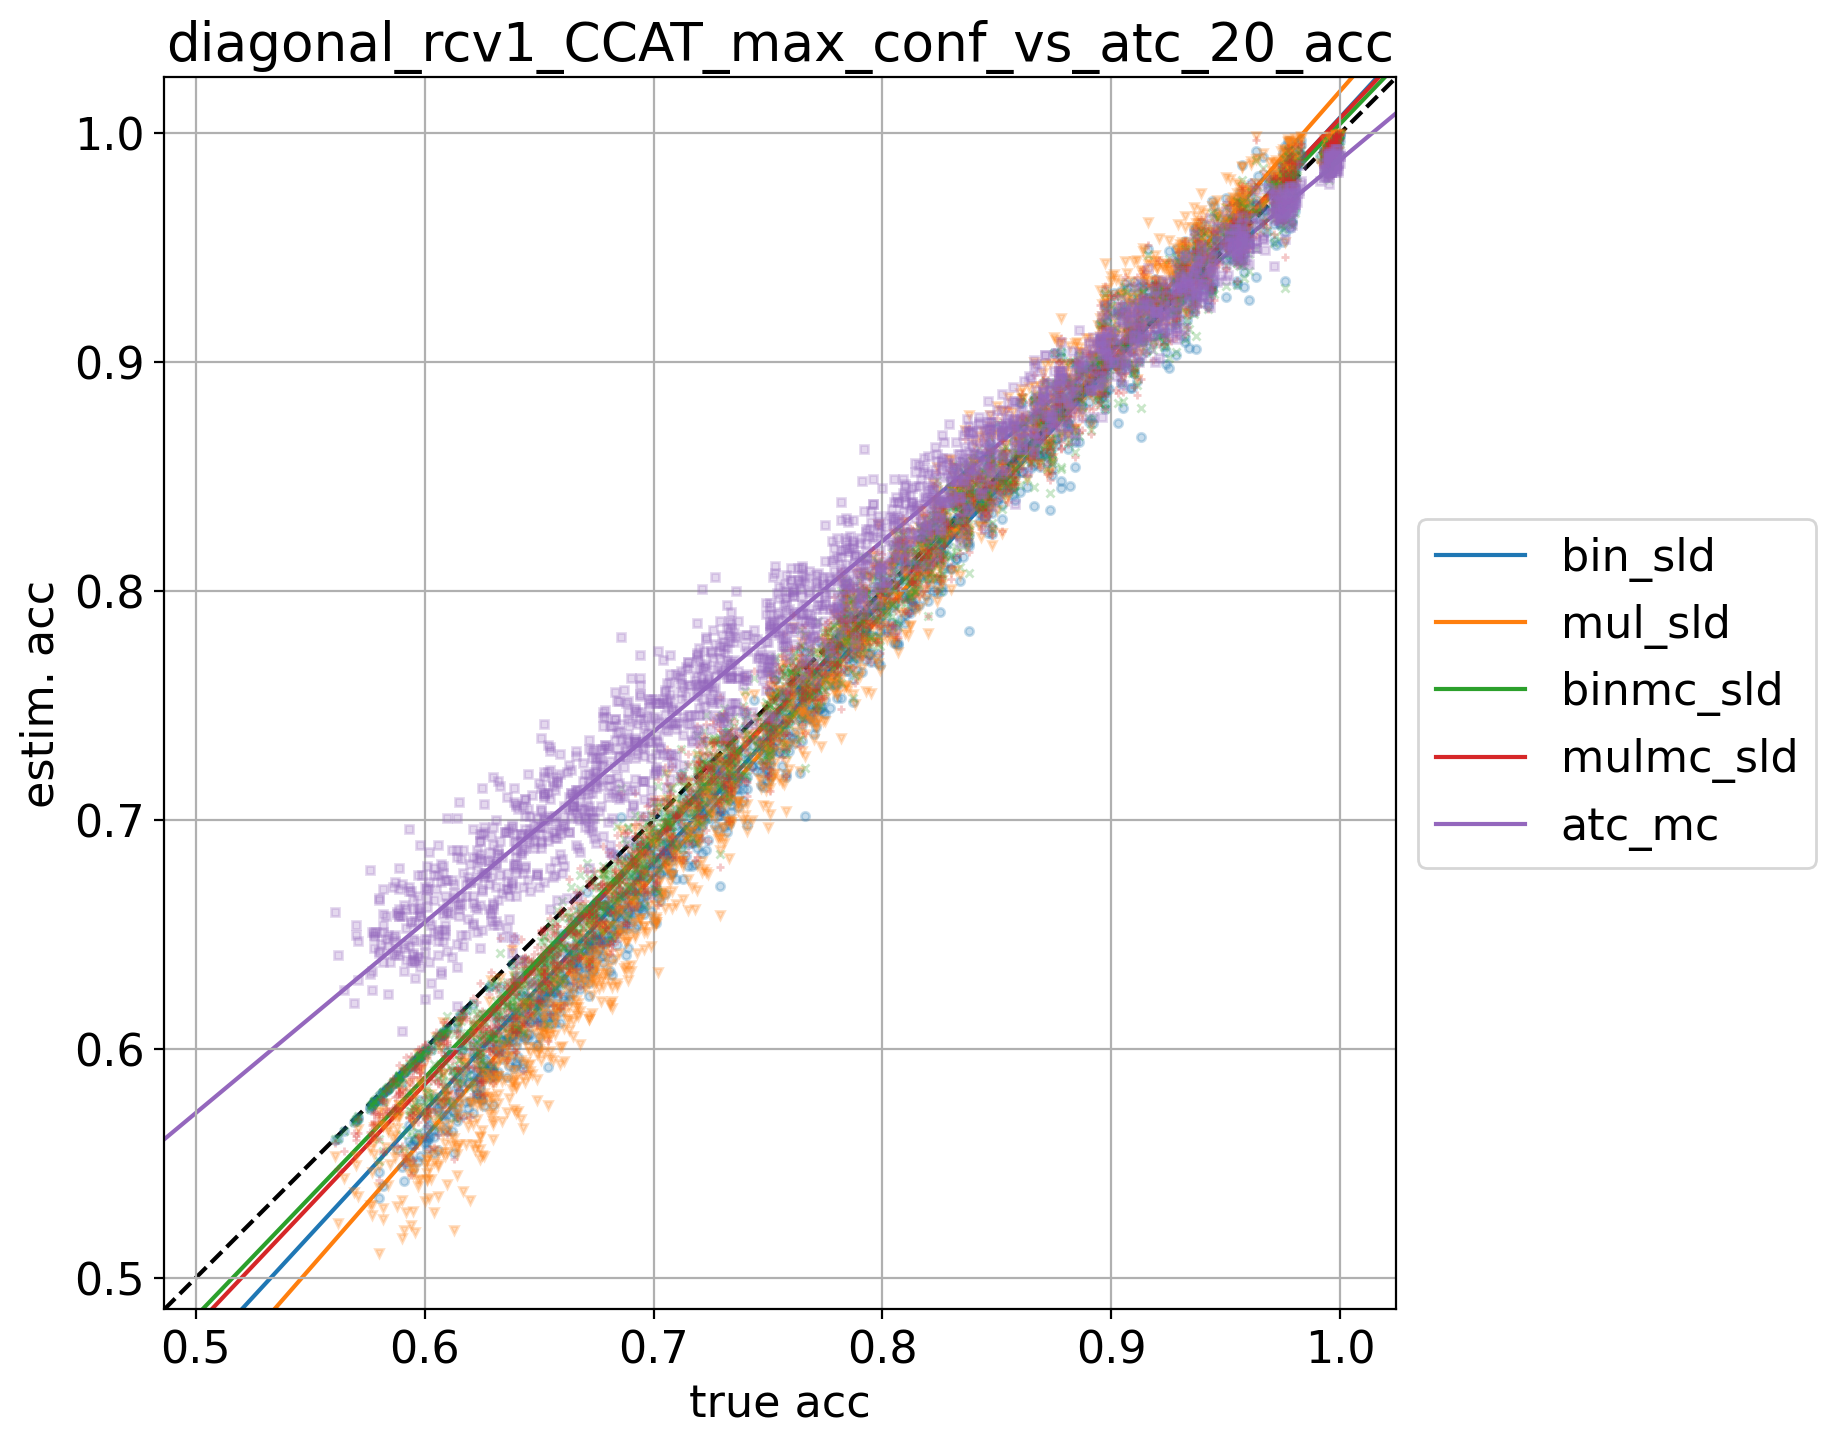 diagonal_rcv1_CCAT_max_conf_vs_atc_20_acc
1.0
0.9
0.8
0.7
0.6
0.5
estim. acc
0.5 0.6 0.7 0.8 0.9 1.0
true acc
bin_sld
mul_sld
binmc_sld
mulmc_sld
atc_mc